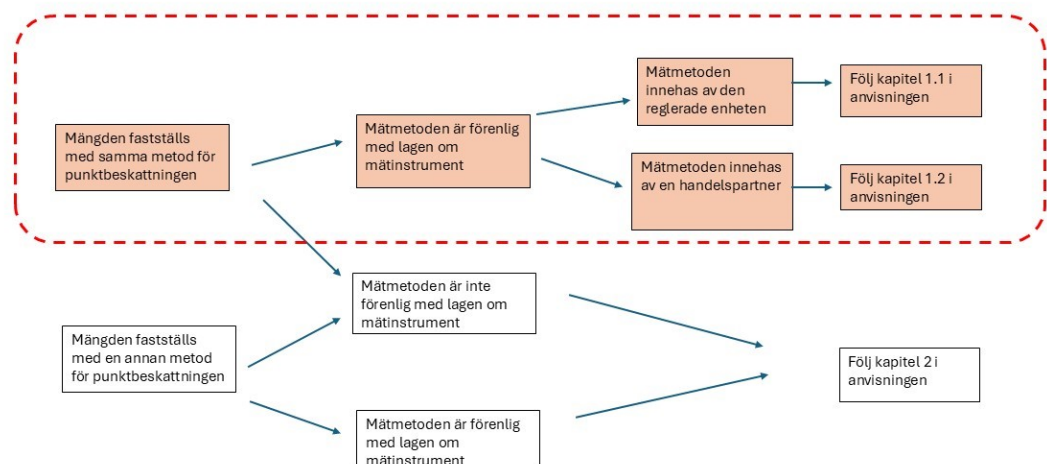 Mängden fastställs
med samma metod för
punktbeskattningen
Mätmetoden är förenlig
med lagen om
mätinstrument
Mätmetoden
innehas av den
reglerade enheten
Följ kapitel 1.1 i
anvisningen
Mätmetoden innehas
av en handelspartner
Följ kapitel 1.2 i
anvisningen
Mätmetoden är inte
förenlig med lagen om
mätinstrument
Mängden fastställs
med en annan metod
för punktbeskattningen
Följ kapitel 2 i
anvisningen
Mätmetoden är förenlig
med lagen om
mätinstrument